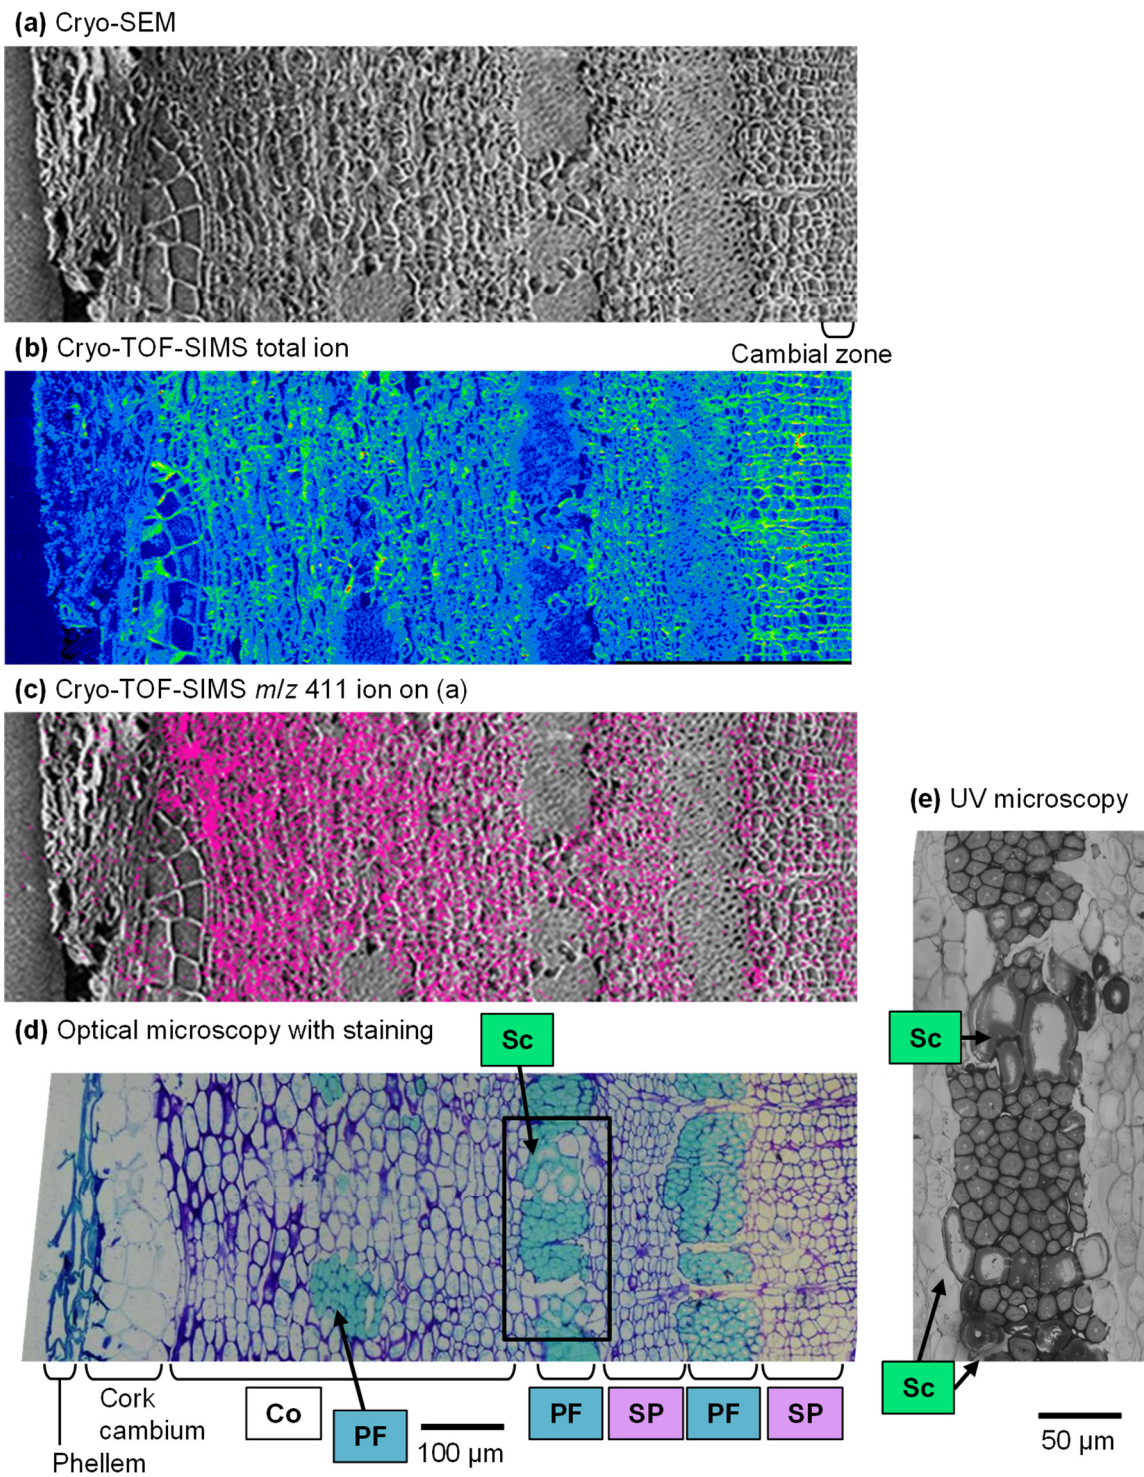 (a) Cryo-SEM
Cambial zone
(b) Cryo-TOF-SIMS total ion
(c) Cryo-TOF-SIMS m/z 411 ion on (a)
(e) UV microscopy
(d) Optical microscopy with staining
Sc
Sc
Sc
Phellem
Cork
cambium
Co
PF
100 µm
PF
SP
PF
SP
50 µm